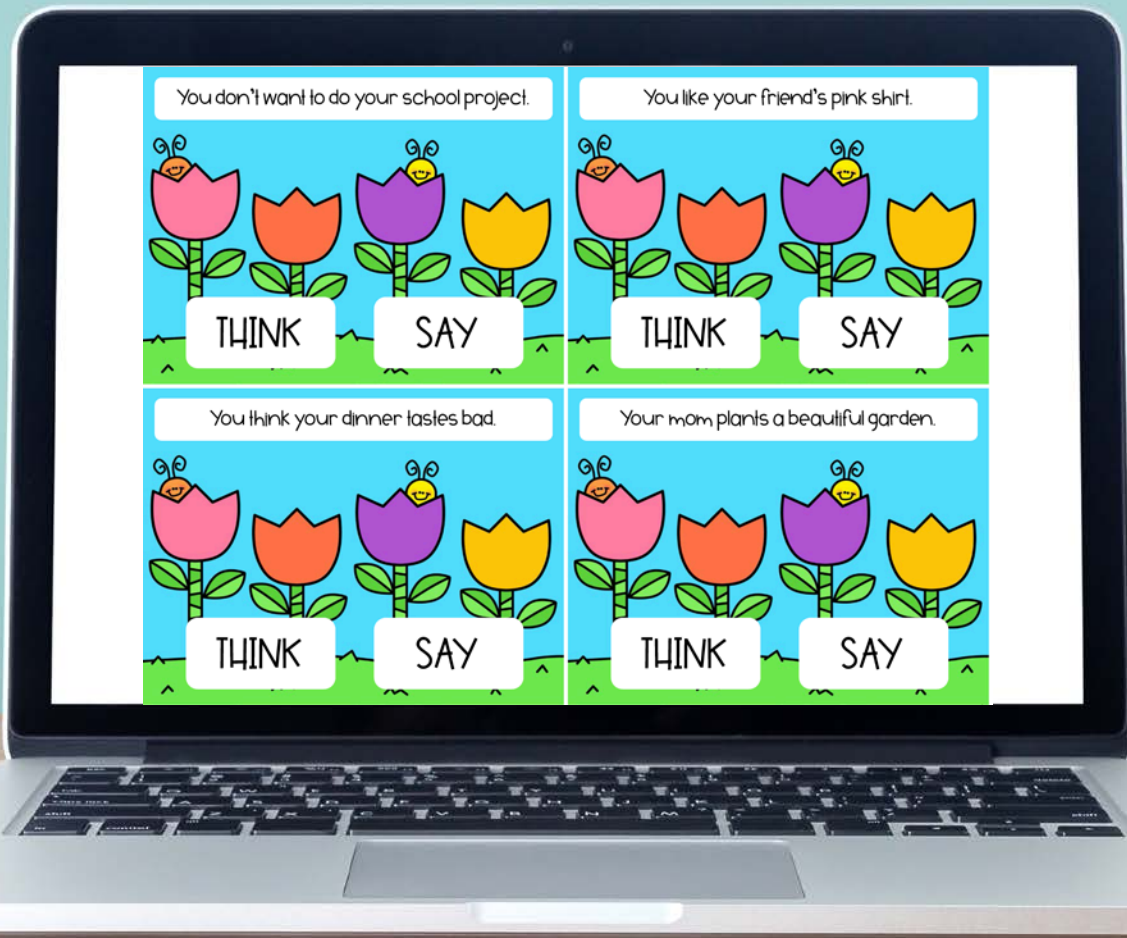 You don't want to do your school project.
THINK
SAY
You like your friend's pink shirt.
THINK
SAY
You think your dinner tastes bad.
THINK
SAY
Your mom plants a beautiful garden.
THINK
SAY